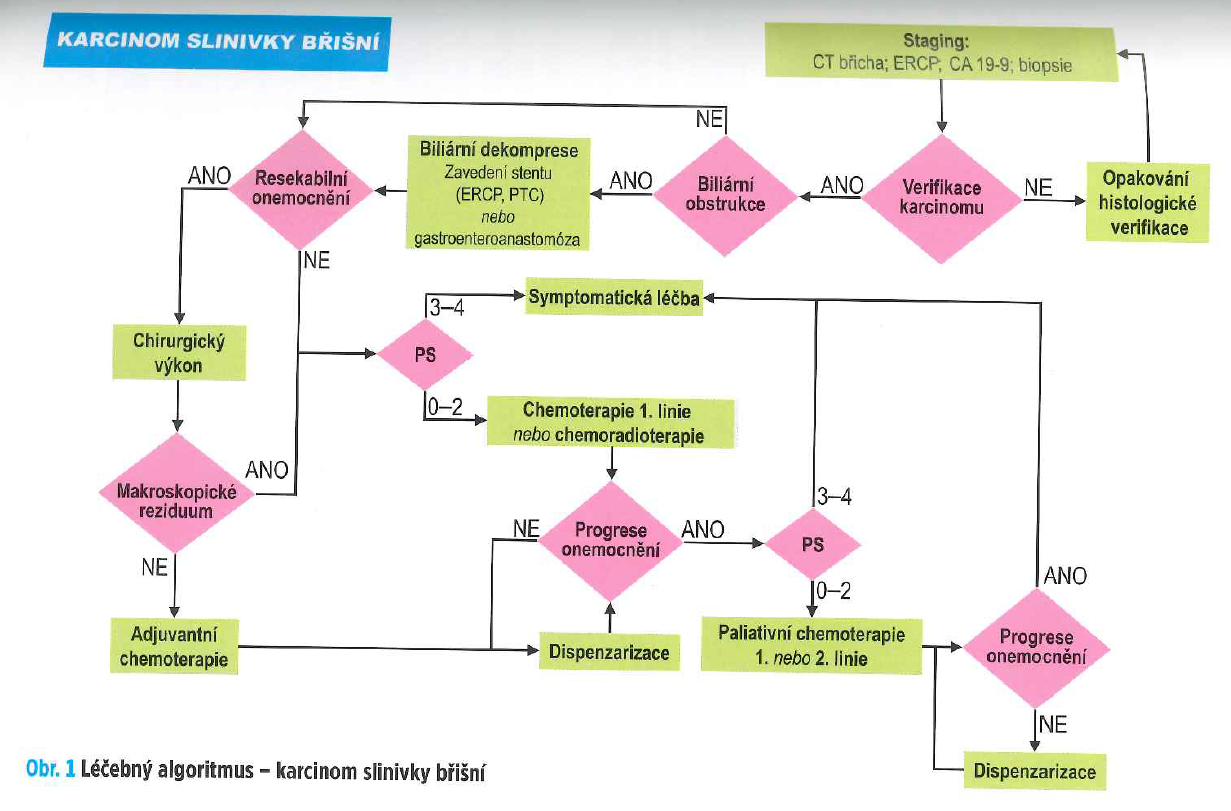 KARCINOM SLINIVKY BŘIŠNÍ
Staging:
CT břicha; ERCP; CA 19-9; biopsie
NE
Resekabilní
onemocnění
ANO
Biliární dekomprese
Zavedení stentu
(ERCP, PTC)
nebo
gastroenteroanastomóza
ANO
Biliární
obstrukce
ANO
Verifikace
karcinomu
NE
Opakování
histologické
verifikace
NE
Symptomatická léčba
3–4
PS
0–2
Chirurgický
výkon
Chemoterapie 1. linie
nebo chemoradioterapie
Makroskopické
reziduum
ANO
NE
NE
Progrese
onemocnění
ANO
3–4
PS
0–2
ANO
Adjuvantní
chemoterapie
Dispenzarizace
Paliativní chemoterapie
1. nebo 2. linie
Progrese
onemocnění
NE
Dispenzarizace
Obr. 1 Léčebný algoritmus – karcinom slinivky břišní